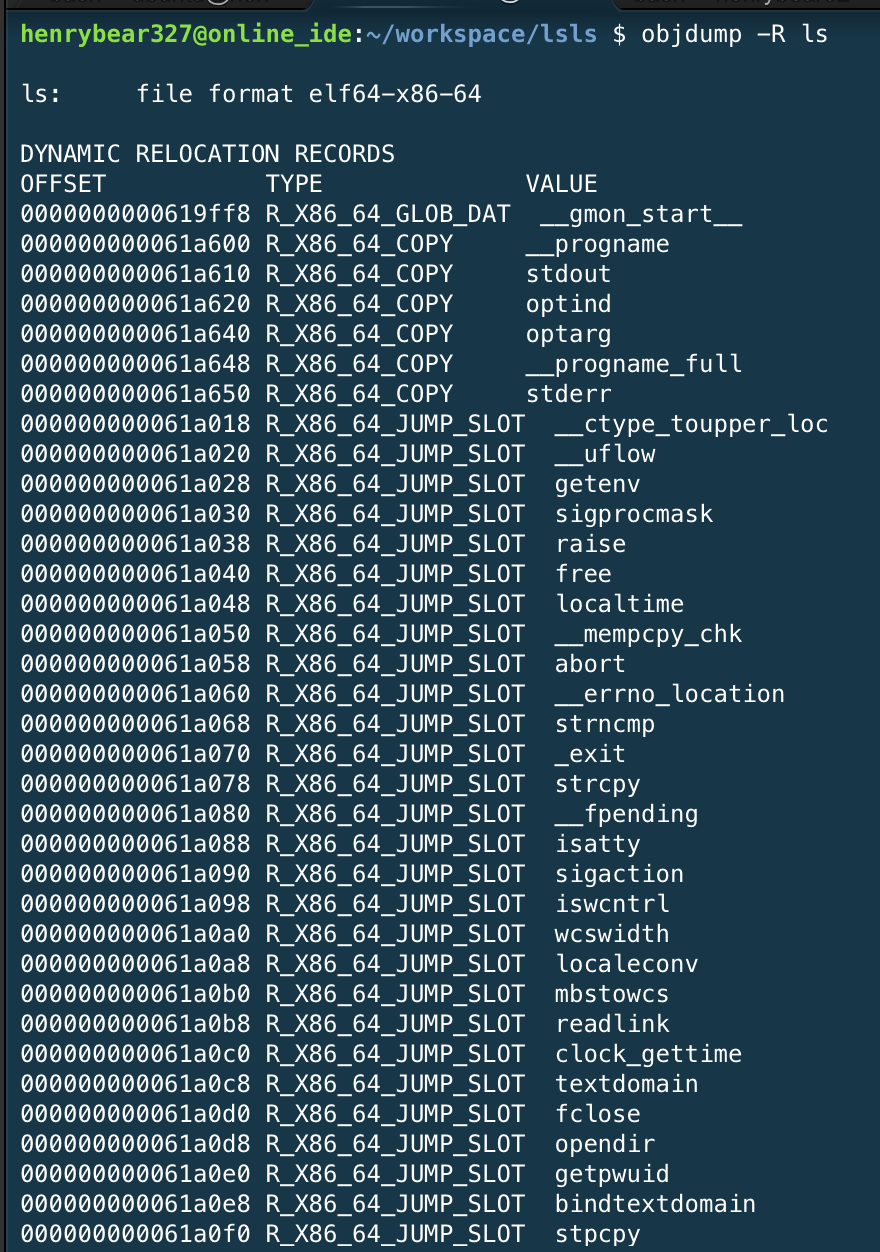 henrybear327@online_ide:~/workspace/lsls $ objdump -R ls
ls:     file format elf64-x86-64
DYNAMIC RELOCATION RECORDS
OFFSET           TYPE              VALUE
0000000000619ff8 R_X86_64_GLOB_DAT  __gmon_start__
000000000061a600 R_X86_64_COPY     __progname
000000000061a610 R_X86_64_COPY     stdout
000000000061a620 R_X86_64_COPY     optind
000000000061a640 R_X86_64_COPY     optarg
000000000061a648 R_X86_64_COPY     __progname_full
000000000061a650 R_X86_64_COPY     stderr
000000000061a018 R_X86_64_JUMP_SLOT  __ctype_toupper_loc
000000000061a020 R_X86_64_JUMP_SLOT  __uflow
000000000061a028 R_X86_64_JUMP_SLOT  getenv
000000000061a030 R_X86_64_JUMP_SLOT  sigprocmask
000000000061a038 R_X86_64_JUMP_SLOT  raise
000000000061a040 R_X86_64_JUMP_SLOT  free
000000000061a048 R_X86_64_JUMP_SLOT  localtime
000000000061a050 R_X86_64_JUMP_SLOT  __mempcpy_chk
000000000061a058 R_X86_64_JUMP_SLOT  abort
000000000061a060 R_X86_64_JUMP_SLOT  __errno_location
000000000061a068 R_X86_64_JUMP_SLOT  strncmp
000000000061a070 R_X86_64_JUMP_SLOT  _exit
000000000061a078 R_X86_64_JUMP_SLOT  strcpy
000000000061a080 R_X86_64_JUMP_SLOT  __fpending
000000000061a088 R_X86_64_JUMP_SLOT  isatty
000000000061a090 R_X86_64_JUMP_SLOT  sigaction
000000000061a098 R_X86_64_JUMP_SLOT  iswcntrl
000000000061a0a0 R_X86_64_JUMP_SLOT  wcswidth
000000000061a0a8 R_X86_64_JUMP_SLOT  localeconv
000000000061a0b0 R_X86_64_JUMP_SLOT  mbstowcs
000000000061a0b8 R_X86_64_JUMP_SLOT  readlink
000000000061a0c0 R_X86_64_JUMP_SLOT  clock_gettime
000000000061a0c8 R_X86_64_JUMP_SLOT  textdomain
000000000061a0d0 R_X86_64_JUMP_SLOT  fclose
000000000061a0d8 R_X86_64_JUMP_SLOT  opendir
000000000061a0e0 R_X86_64_JUMP_SLOT  getpwuid
000000000061a0e8 R_X86_64_JUMP_SLOT  bindtextdomain
000000000061a0f0 R_X86_64_JUMP_SLOT  stpcpy